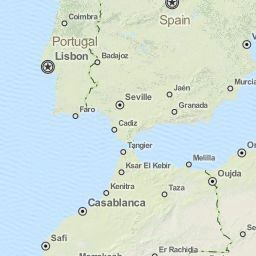 Coimbra
Spain
Portugal
Lisbon
Badajoz
Jaén
Murcia
Seville
Granada
Faro
Cadiz
Tangier
Melilla
Ksar El Kebir
Oujda
Kenitra
Taza
Casablanca
Safi
Er Rachidia